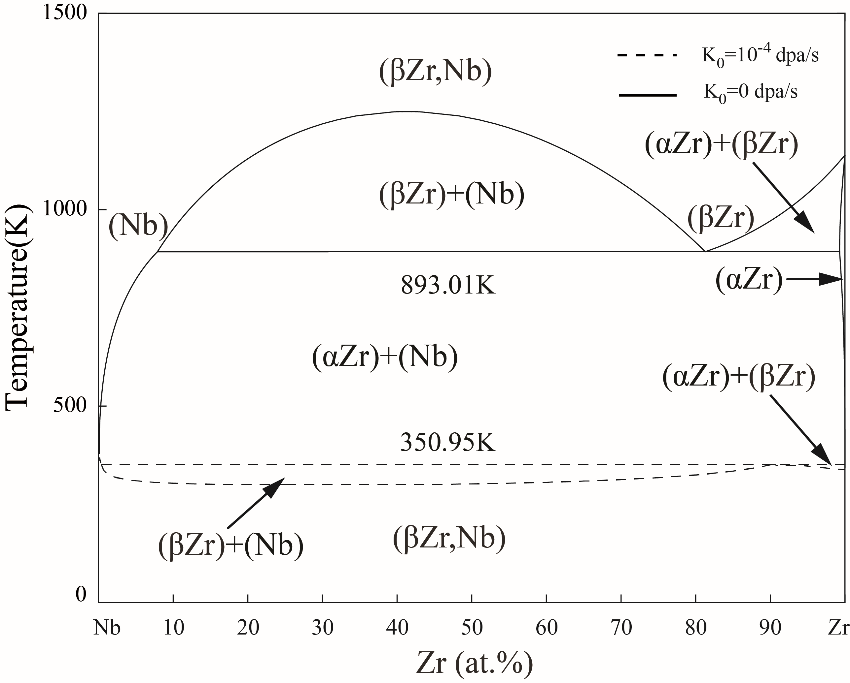 1500
(βZr,Nb)
K₀=10⁻⁴ dpa/s
K₀=0 dpa/s
(αZr)+(βZr)
(βZr)+(Nb)
(βZr)
1000
(Nb)
893.01K
(αZr)
Temperature(K)
(αZr)+(Nb)
(αZr)+(βZr)
500
350.95K
(βZr)+(Nb)
(βZr,Nb)
0
Nb 10 20 30 40 50 60 70 80 90 Zr
Zr (at.%)